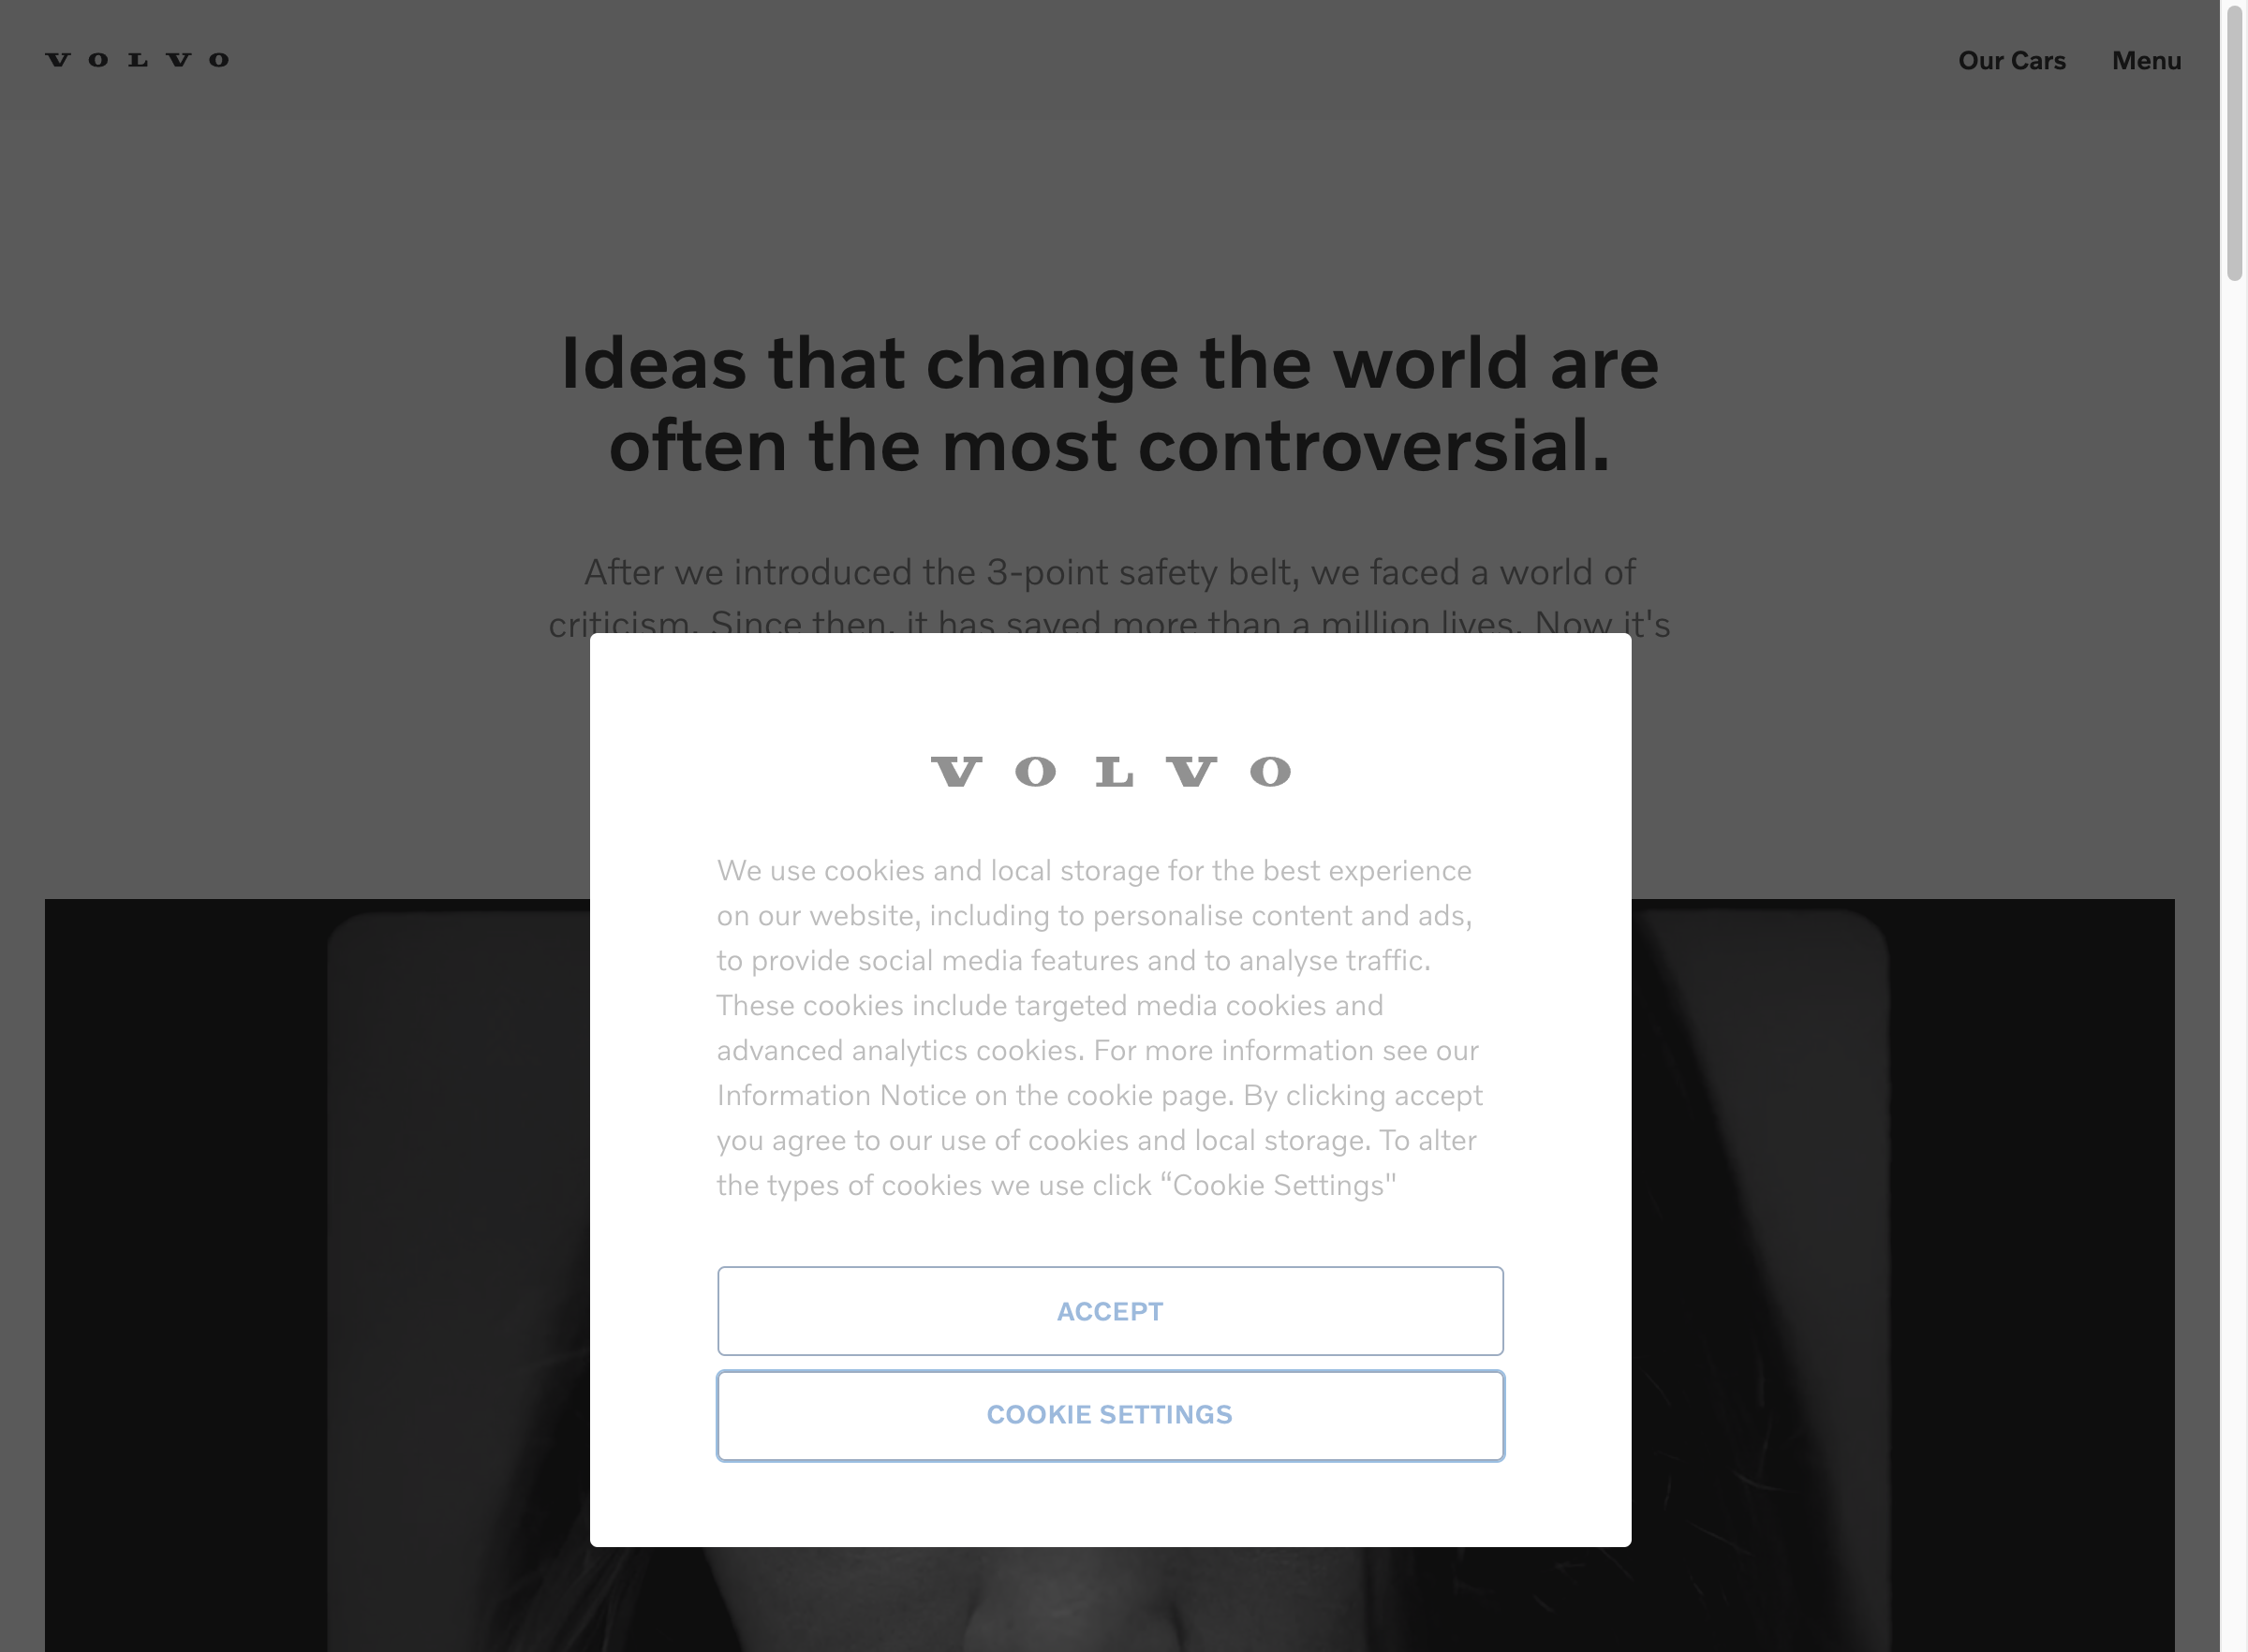 VOLVO
Our Cars Menu
Ideas that change the world are
often the most controversial.
After we introduced the 3-point safety belt, we faced a world of
criticism. Since then, it has saved more than a million lives. Now it's
VOLVO
We use cookies and local storage for the best experience
on our website, including to personalise content and ads,
to provide social media features and to analyse traffic.
These cookies include targeted media cookies and
advanced analytics cookies. For more information see our
Information Notice on the cookie page. By clicking accept
you agree to our use of cookies and local storage. To alter
the types of cookies we use click “Cookie Settings"
ACCEPT
COOKIE SETTINGS